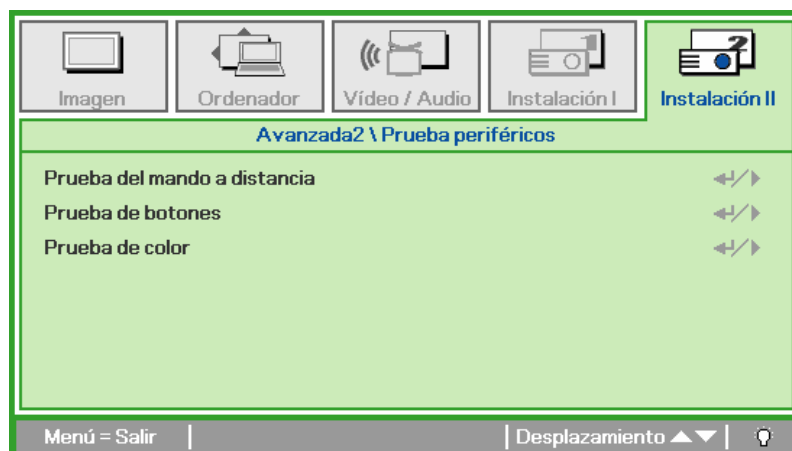 Imagen
Ordenador
Vídeo / Audio
Instalación I
Instalación II
Avanzada2 \ Prueba periféricos
Prueba del mando a distancia
Prueba de botones
Prueba de color
Menú = Salir
Desplazamiento